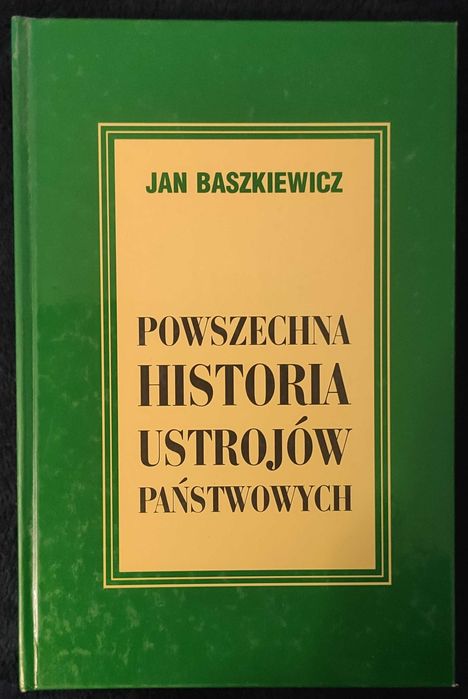 JAN BASZKIEWICZ
POWSZECHNA
HISTORIA
USTROJÓW
PAŃSTWOWYCH